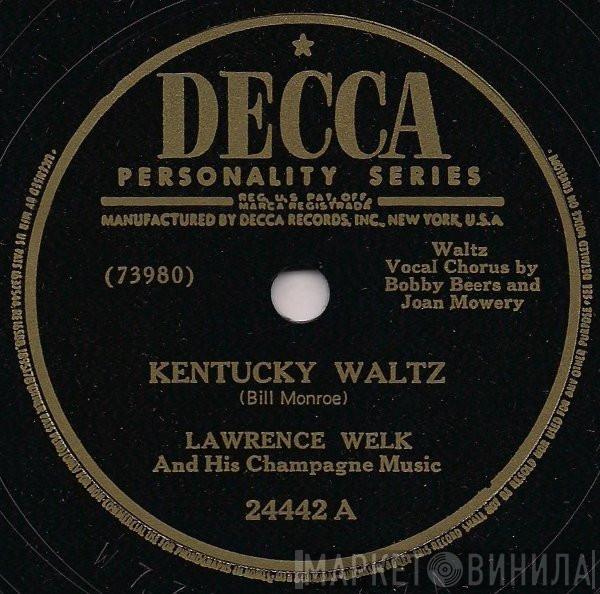 DECCA
PERSONALITY SERIES
REG. U.S. PAT. OFF.
MARCA REGISTRADA
MANUFACTURED BY DECCA RECORDS, INC., NEW YORK, U.S.A
(73980)
Waltz
Vocal Chorus by
Bobby Beers and
Joan Mowery
KENTUCKY WALTZ
(Bill Monroe)
LAWRENCE WELK
And His Champagne Music
24442 A
МАРКЕТ ВИНИЛА